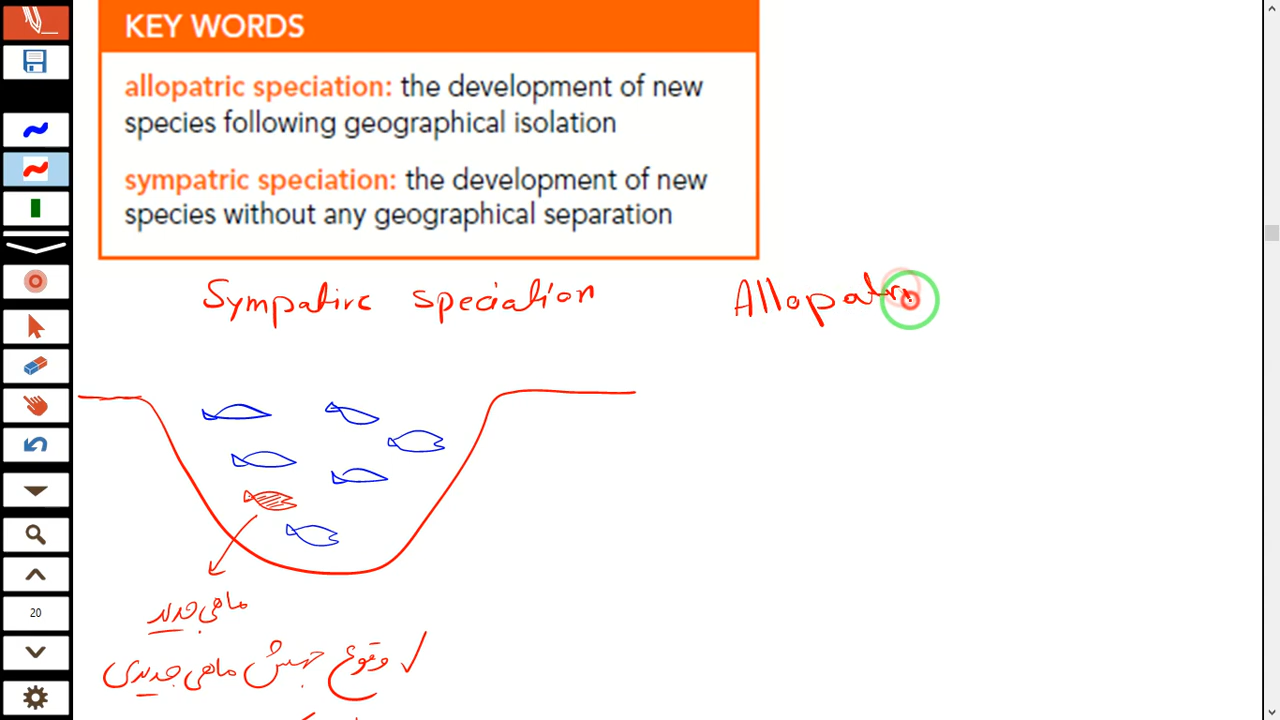 KEY WORDS
allopatric speciation: the development of new
species following geographical isolation
sympatric speciation: the development of new
species without any geographical separation
Sympatric speciation
Allopatri
ماهی جدید
✓ وقوع جهش ماهی جدیدی
20